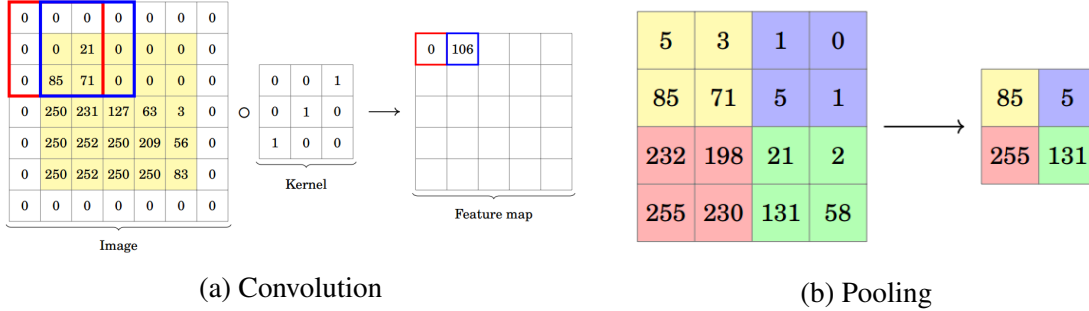 0 0 0 0 0 0 0
0 0 21 0 0 0 0
0 85 71 0 0 0 0
0 250 231 127 63 3 0
0 250 252 250 209 56 0
0 250 252 250 250 83 0
0 0 0 0 0 0 0
Image
0 0 1
0 1 0
1 0 0
Kernel
0 106
Feature map
(a) Convolution
5 3 1 0
85 71 5 1
232 198 21 2
255 230 131 58
85 5
255 131
(b) Pooling